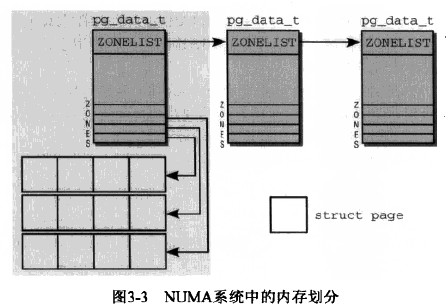 pg_data_t pg_data_t pg_data_t
ZONELIST ZONELIST ZONELIST
ZONES ZONES ZONES
struct page
图3-3 NUMA系统中的内存划分